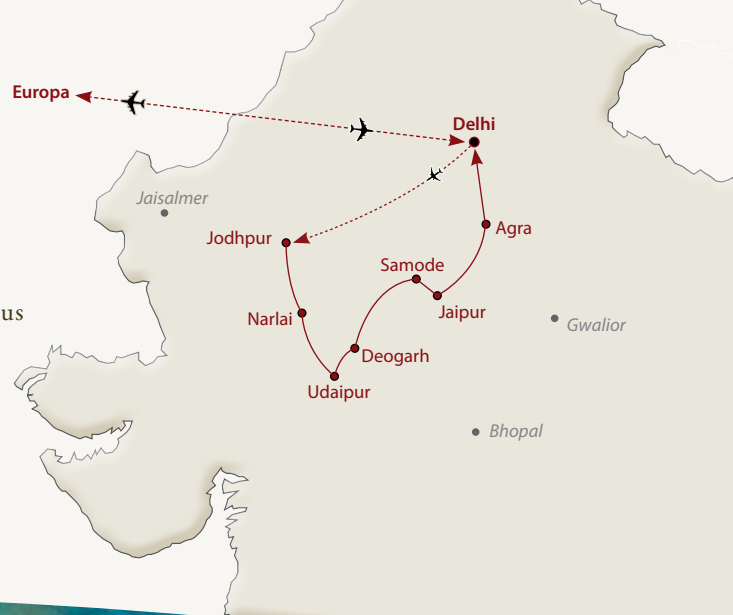 Europa
Delhi
Jaisalmer
Jodhpur
Agra
Samode
Narlai
Jaipur
us
Gwalior
Deogarh
Udaipur
Bhopal